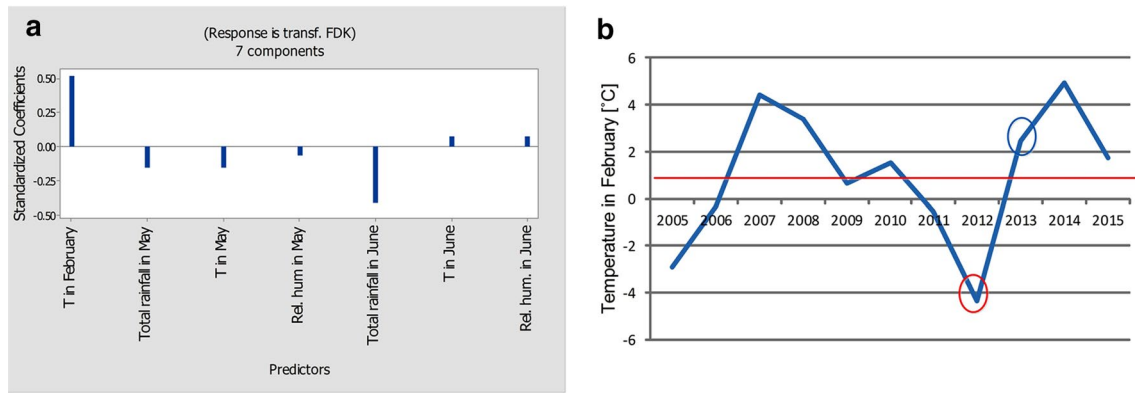 a
(Response is transf. FDK)
7 components
Standardized Coefficients
0.50
0.25
0.00
-0.25
-0.50
T in February
Total rainfall in May
T in May
Rel. hum in May
Total rainfall in June
T in June
Rel. hum. in June
Predictors
b
Temperature in February [°C]
6
4
2
0
-2
-4
-6
2005 2006 2007 2008 2009 2010 2011 2012 2013 2014 2015